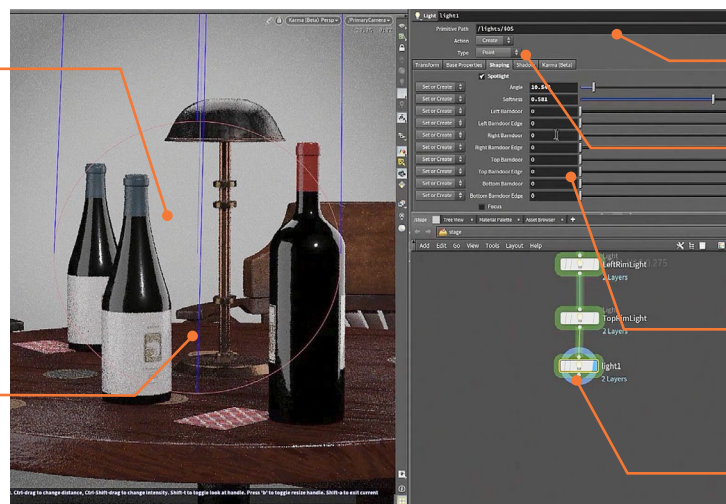 Karma (Beta) Persp
/PrimaryCamera
Light light1
Primitive Path /lights/$OS
Action Create
Type Point
Transform Base Properties Shaping Shadow Karma (Beta)
Spotlight
Set or Create Angle 10.541
Set or Create Softness 0.581
Set or Create Left Barndoor 0
Set or Create Left Barndoor Edge 0
Set or Create Right Barndoor 0
Set or Create Right Barndoor Edge 0
Set or Create Top Barndoor 0
Set or Create Top Barndoor Edge 0
Set or Create Bottom Barndoor 0
Set or Create Bottom Barndoor Edge 0
Focus
stage Tree View Material Palette Asset Browser +
stage
Add Edit Go View Tools Layout Help
Light
LeftRimLight
2 Layers
Light
TopRimLight
2 Layers
light1
2 Layers
Ctrl-drag to change distance, Ctrl-Shift-drag to change intensity. Shift-t to toggle look at handle. Press 'b' to toggle resize handle. Shift-a to exit current